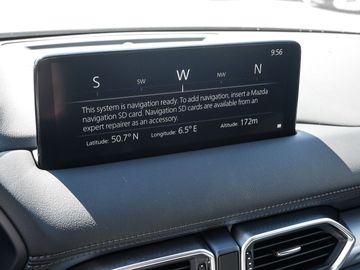 9:56
S SW W NW N
This system is navigation ready. To add navigation, insert a Mazda
navigation SD card. Navigation SD cards are available from an
expert repairer as an accessory.
Latitude: 50.7° N Longitude: 6.5° E Altitude: 172m